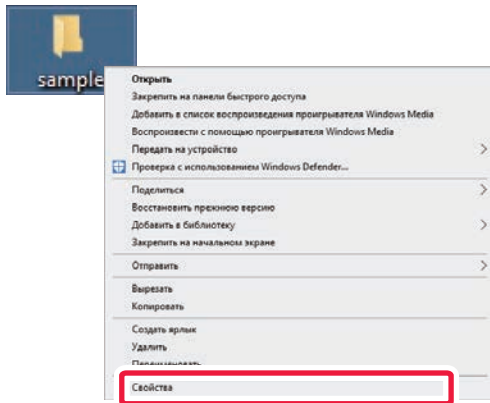 sample
Открыть
Закрепить на панели быстрого доступа
Добавить в список воспроизведения проигрывателя Windows Media
Воспроизвести с помощью проигрывателя Windows Media
Передать на устройство
Проверка с использованием Windows Defender...
Поделиться
Восстановить прежнюю версию
Добавить в библиотеку
Закрепить на начальном экране
Отправить
Вырезать
Копировать
Создать ярлык
Удалить
Переименовать
Свойства